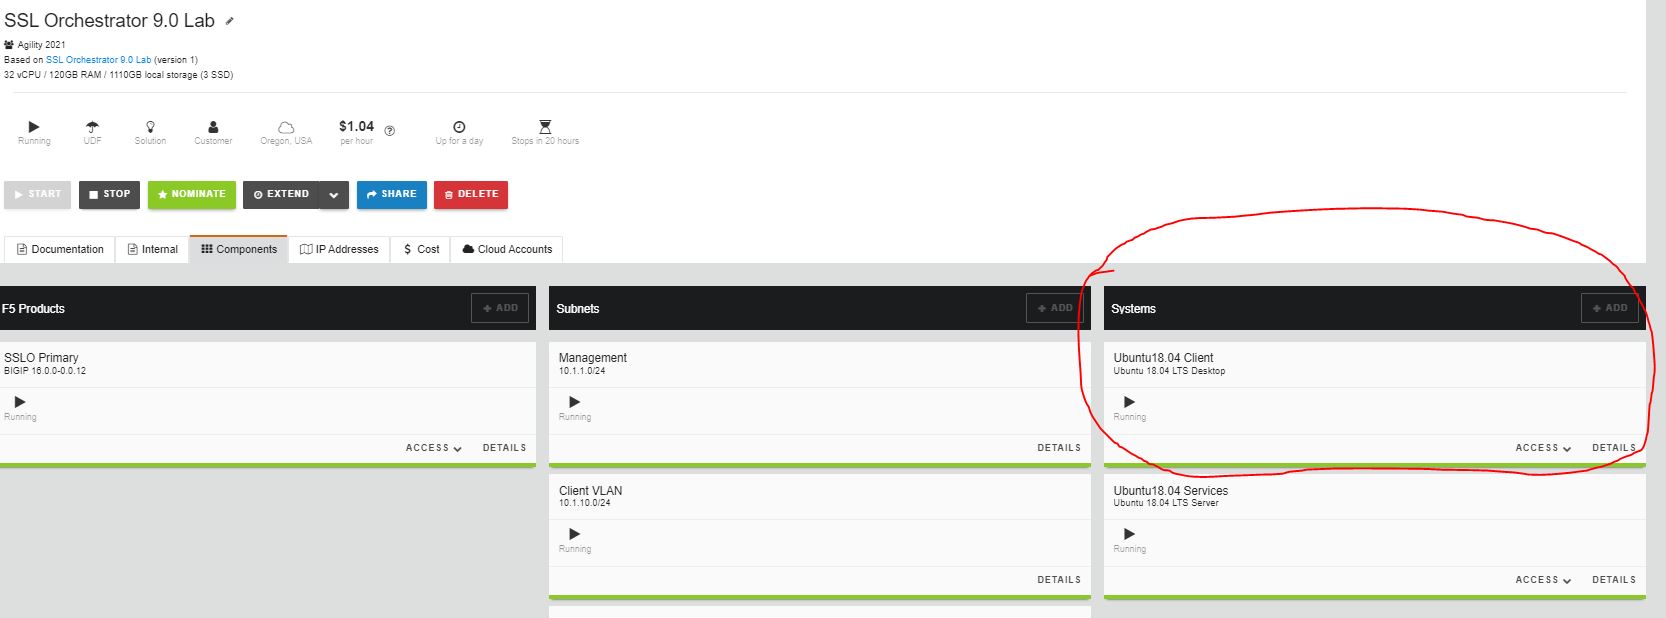 SSL Orchestrator 9.0 Lab
Agility 2021
Based on SSL Orchestrator 9.0 Lab (version 1)
32 vCPU / 120GB RAM / 1110GB local storage (3 SSD)
Running
UDF
Solution
Customer
Oregon, USA
$1.04
per hour
Up for a day
Stops in 20 hours
START
STOP
NOMINATE
EXTEND
SHARE
DELETE
Documentation
Internal
Components
IP Addresses
$ Cost
Cloud Accounts
F5 Products
+ ADD
SSLO Primary
BIGIP 16.0.0-0.0.12
Running
ACCESS
DETAILS
Subnets
+ ADD
Management
10.1.1.0/24
Running
DETAILS
Client VLAN
10.1.10.0/24
Running
DETAILS
Systems
+ ADD
Ubuntu18.04 Client
Ubuntu 18.04 LTS Desktop
Running
ACCESS
DETAILS
Ubuntu18.04 Services
Ubuntu 18.04 LTS Server
Running
ACCESS
DETAILS